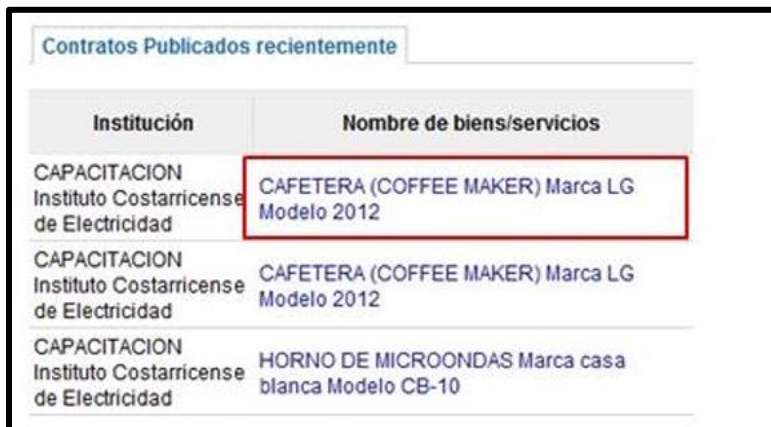 Contratos Publicados recientemente
Institución Nombre de biens/servicios
CAPACITACION
Instituto Costarricense
de Electricidad
CAFETERA (COFFEE MAKER) Marca LG
Modelo 2012
CAPACITACION
Instituto Costarricense
de Electricidad
CAFETERA (COFFEE MAKER) Marca LG
Modelo 2012
CAPACITACION
Instituto Costarricense
de Electricidad
HORNO DE MICROONDAS Marca casa
blanca Modelo CB-10